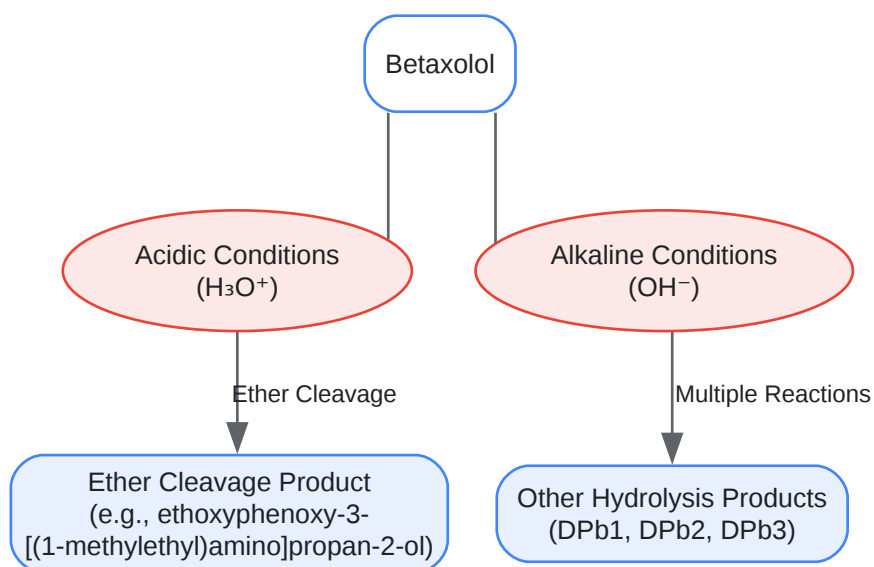 Betaxolol
Acidic Conditions
(H₃O⁺)
Alkaline Conditions
(OH⁻)
Ether Cleavage
Multiple Reactions
Ether Cleavage Product
(e.g., ethoxyphenoxy-3-
[(1-methylethyl)amino]propan-2-ol)
Other Hydrolysis Products
(DPb1, DPb2, DPb3)